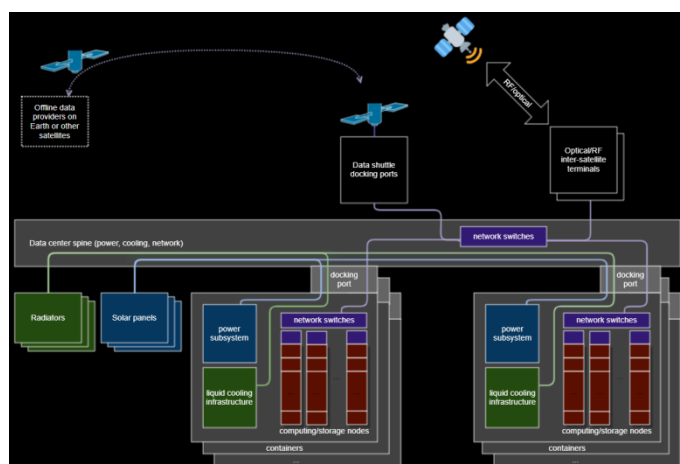 Offline data
providers on
Earth or other
satellites
Data shuttle
docking ports
RF/optical
Optical/RF
inter-satellite
terminals
network switches
Data center spine (power, cooling, network)
docking
port
docking
port
Radiators
Solar panels
power
subsystem
network switches
liquid cooling
infrastructure
...
computing/storage nodes
containers
...
power
subsystem
network switches
liquid cooling
infrastructure
...
computing/storage nodes
containers
...